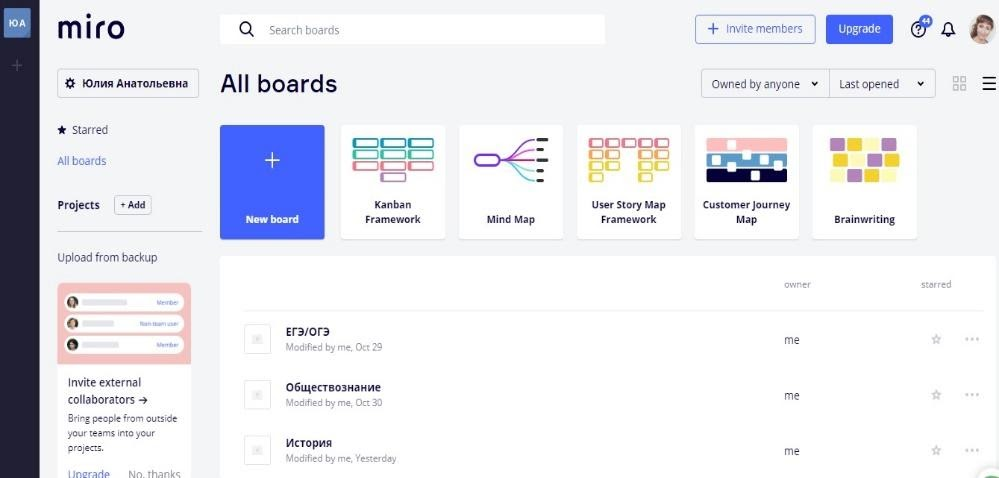 ЮА
miro
Search boards
Invite members
Upgrade
44
Юлия Анатольевна
All boards
Owned by anyone
Last opened
Starred
All boards
Projects
+ Add
Upload from backup
New board
Kanban
Framework
Mind Map
User Story Map
Framework
Customer Journey
Map
Brainwriting
owner
starred
ЕГЭ/ОГЭ
Modified by me, Oct 29
me
Обществознание
Modified by me, Oct 30
me
История
Modified by me, Yesterday
me
Member
Non-team user
Member
Invite external
collaborators →
Bring people from outside
your teams into your
projects.
Upgrade
No, thanks